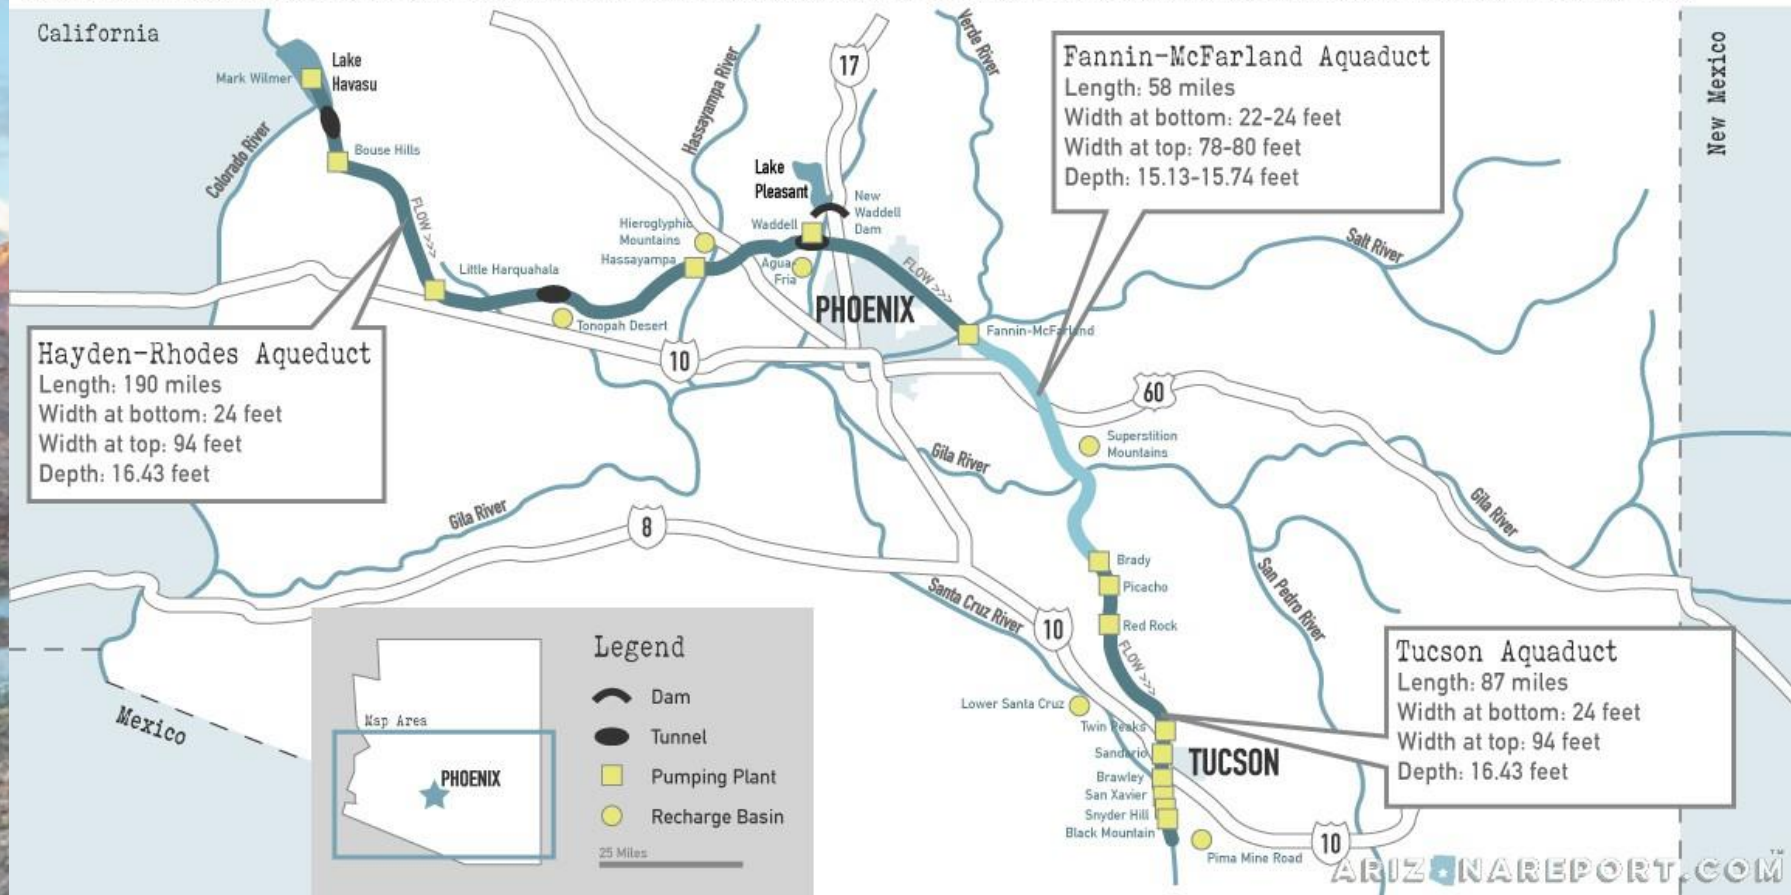 California
Mark Wilmer
Lake
Havasu
Colorado River
Bouse Hills
FLOW >>>
Little Harquahala
Tonopah Desert
Hieroglyphic
Mountains
Hassayampa
Hassayampa River
Lake
Pleasant
Waddell
New
Waddell
Dam
Agua
Fria
17
Verde River
FLOW >>>
PHOENIX
Fannin-McFarland
Fannin-McFarland Aquaduct
Length: 58 miles
Width at bottom: 22-24 feet
Width at top: 78-80 feet
Depth: 15.13-15.74 feet
New Mexico
Salt River
Hayden-Rhodes Aqueduct
Length: 190 miles
Width at bottom: 24 feet
Width at top: 94 feet
Depth: 16.43 feet
10
60
Superstition
Mountains
Gila River
Gila River
Gila River
8
Brady
Picacho
Red Rock
FLOW >>>
San Pedro River
Santa Cruz River
10
Lower Santa Cruz
Twin Peaks
Sandario
Brawley
San Xavier
Snyder Hill
Black Mountain
TUCSON
Pima Mine Road
10
Tucson Aquaduct
Length: 87 miles
Width at bottom: 24 feet
Width at top: 94 feet
Depth: 16.43 feet
Mexico
Map Area
PHOENIX
Legend
Dam
Tunnel
Pumping Plant
Recharge Basin
25 Miles
ARIZONAREPORT.COM™